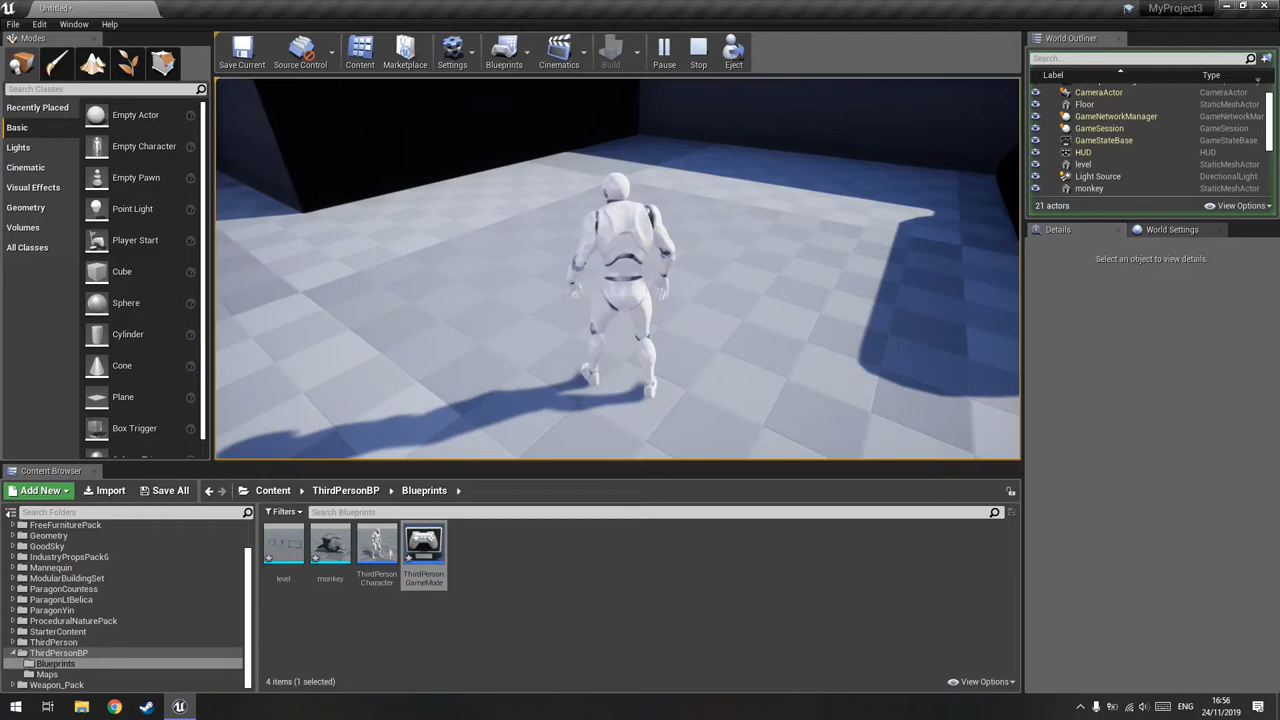 Untitled*
MyProject3
File Edit Window Help
Modes
Search Classes
Recently Placed
Basic
Lights
Cinematic
Visual Effects
Geometry
Volumes
All Classes
Empty Actor
Empty Character
Empty Pawn
Point Light
Player Start
Cube
Sphere
Cylinder
Cone
Plane
Box Trigger
Save Current Source Control Content Marketplace Settings Blueprints Cinematics Build Pause Stop Eject
World Outliner
Search...
Label Type
CameraActor CameraActor
Floor StaticMeshActor
GameNetworkManager GameNetworkMar
GameSession GameSession
GameStateBase GameStateBase
HUD HUD
level StaticMeshActor
Light Source DirectionalLight
monkey StaticMeshActor
21 actors View Options
Details World Settings
Select an object to view details.
Content Browser
Add New Import Save All Content ThirdPersonBP Blueprints
Search Folders
Filters Search Blueprints
FreeFurniturePack
Geometry
GoodSky
IndustryPropsPack6
Mannequin
ModularBuildingSet
ParagonCountess
ParagonLtBelica
ParagonYin
ProceduralNaturePack
StarterContent
ThirdPerson
ThirdPersonBP
Blueprints
Maps
Weapon_Pack
level
monkey
ThirdPerson
Character
ThirdPerson
GameMode
4 items (1 selected) View Options
ENG
16:56
24/11/2019